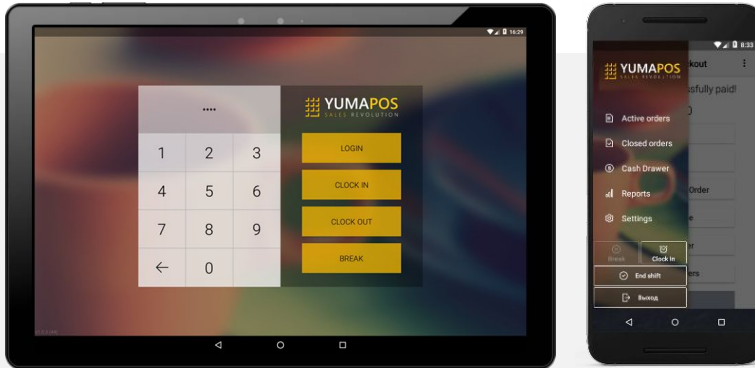 16:29
....
YUMAPOS
SALES REVOLUTION
1 2 3
4 5 6
7 8 9
0
LOGIN
CLOCK IN
CLOCK OUT
BREAK
8:33
YUMAPOS
SALES REVOLUTION
kout
sfully paid!
Active orders
Closed orders
Cash Drawer
Order
Reports
Settings
Break
Clock In
ers
End shift
Выход